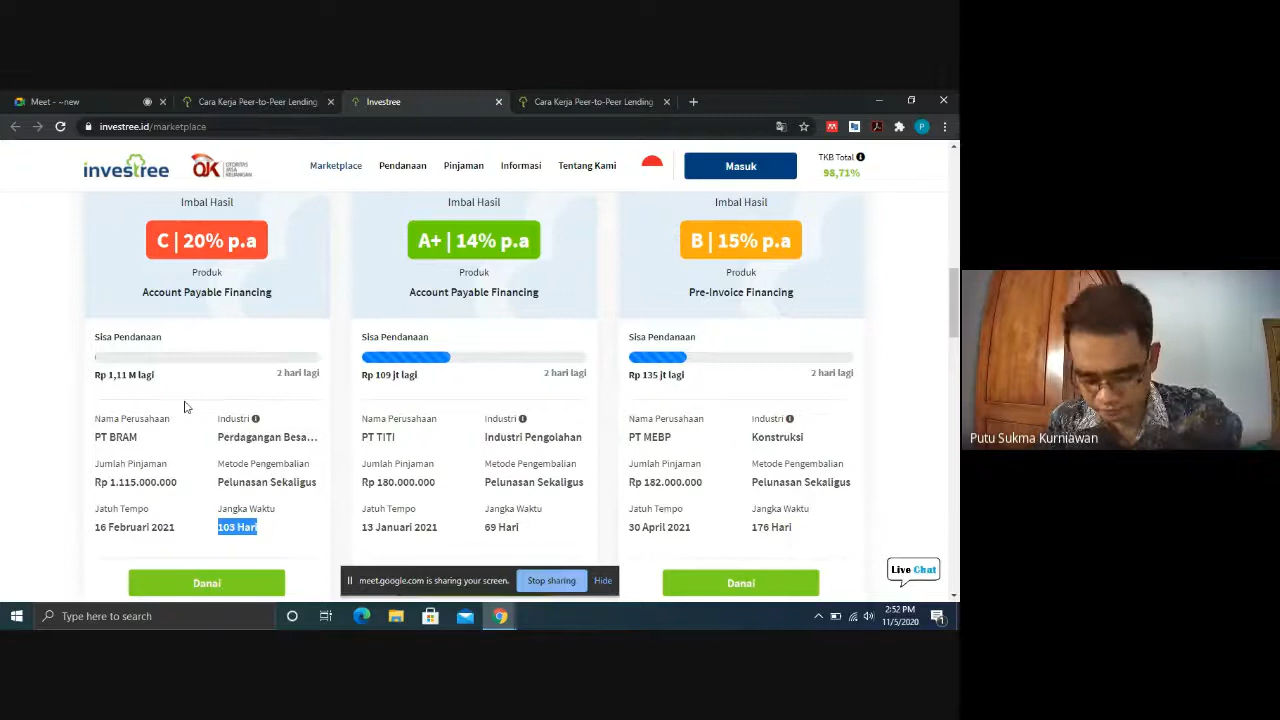 Meet - ~new
Cara Kerja Peer-to-Peer Lending
Investree
Cara Kerja Peer-to-Peer Lending
investree.id/marketplace
investree
OJK OTORITAS JASA KEUANGAN
Marketplace
Pendanaan
Pinjaman
Informasi
Tentang Kami
Masuk
TKB Total
98,71%
Imbal Hasil
C | 20% p.a
Produk
Account Payable Financing
Sisa Pendanaan
Rp 1,11 M lagi
2 hari lagi
Nama Perusahaan
Industri
PT BRAM
Perdagangan Besa...
Jumlah Pinjaman
Metode Pengembalian
Rp 1.115.000.000
Pelunasan Sekaligus
Jatuh Tempo
Jangka Waktu
16 Februari 2021
103 Hari
Danai
Imbal Hasil
A+ | 14% p.a
Produk
Account Payable Financing
Sisa Pendanaan
Rp 109 jt lagi
2 hari lagi
Nama Perusahaan
Industri
PT TITI
Industri Pengolahan
Jumlah Pinjaman
Metode Pengembalian
Rp 180.000.000
Pelunasan Sekaligus
Jatuh Tempo
Jangka Waktu
13 Januari 2021
69 Hari
Imbal Hasil
B | 15% p.a
Produk
Pre-Invoice Financing
Sisa Pendanaan
Rp 135 jt lagi
2 hari lagi
Nama Perusahaan
Industri
PT MEBP
Konstruksi
Jumlah Pinjaman
Metode Pengembalian
Rp 182.000.000
Pelunasan Sekaligus
Jatuh Tempo
Jangka Waktu
30 April 2021
176 Hari
Danai
Live Chat
meet.google.com is sharing your screen.
Stop sharing
Hide
Type here to search
2:52 PM
11/5/2020
Putu Sukma Kurniawan